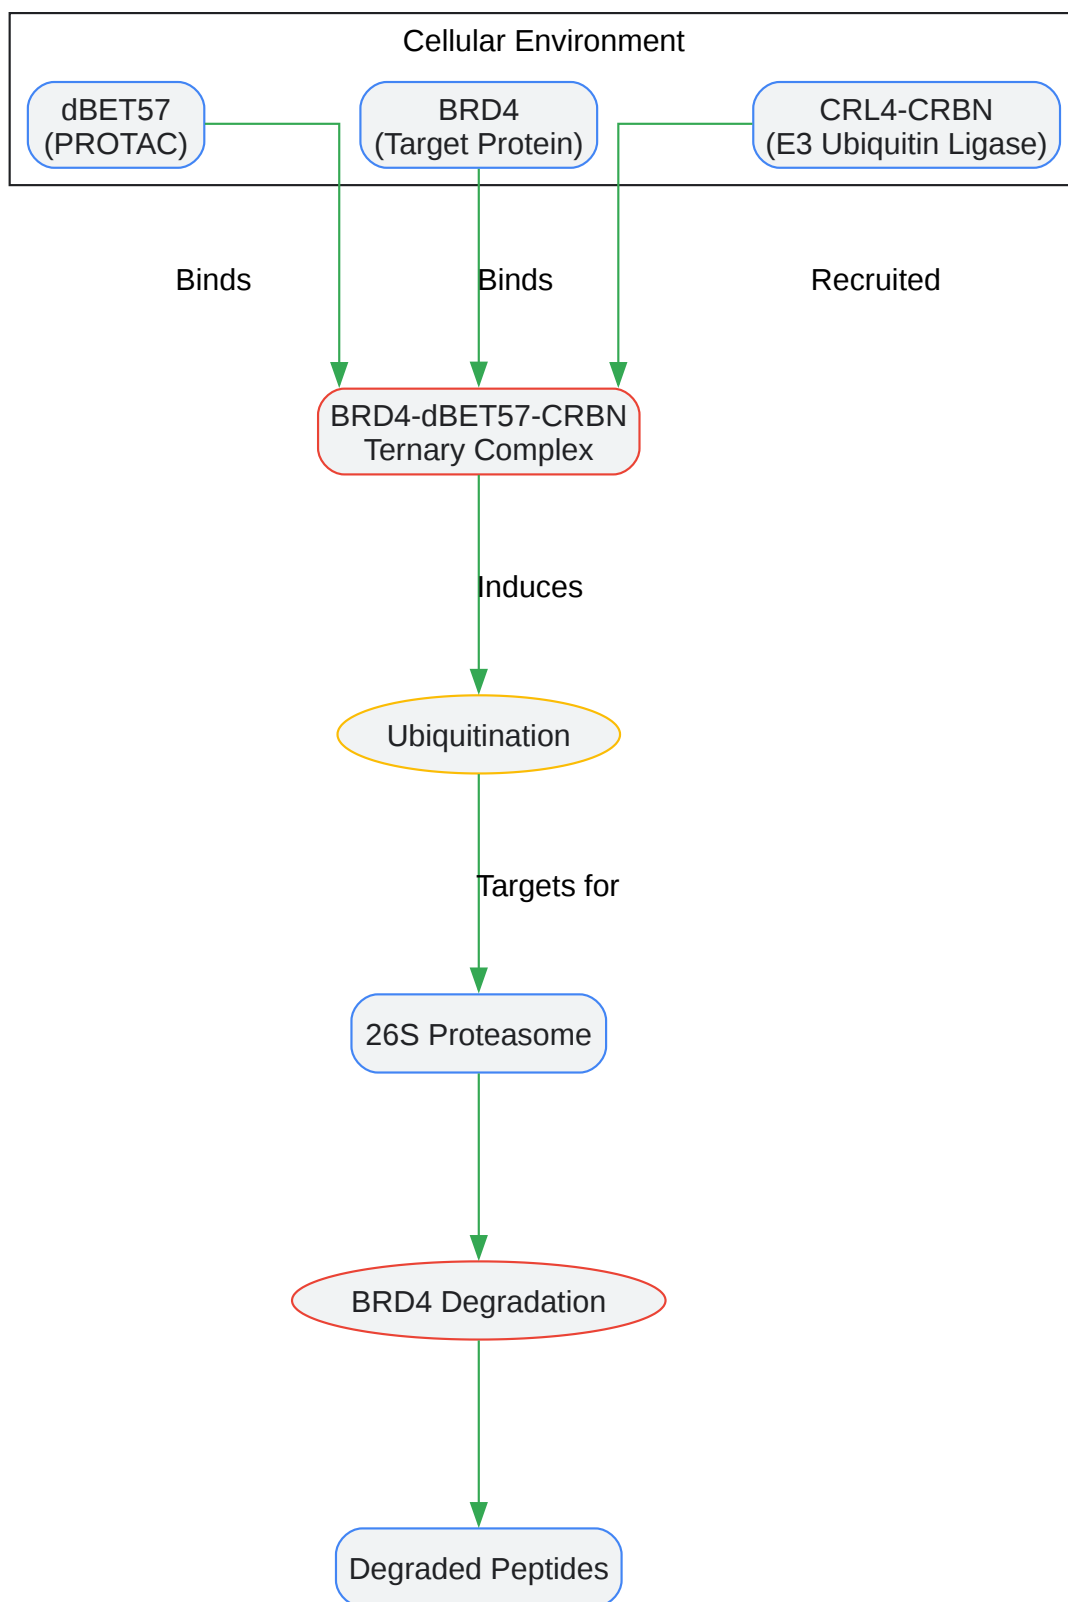 Cellular Environment
dBET57
(PROTAC)
BRD4
(Target Protein)
CRL4-CRBN
(E3 Ubiquitin Ligase)
Binds
Binds
Recruited
BRD4-dBET57-CRBN
Ternary Complex
Induces
Ubiquitination
Targets for
26S Proteasome
BRD4 Degradation
Degraded Peptides